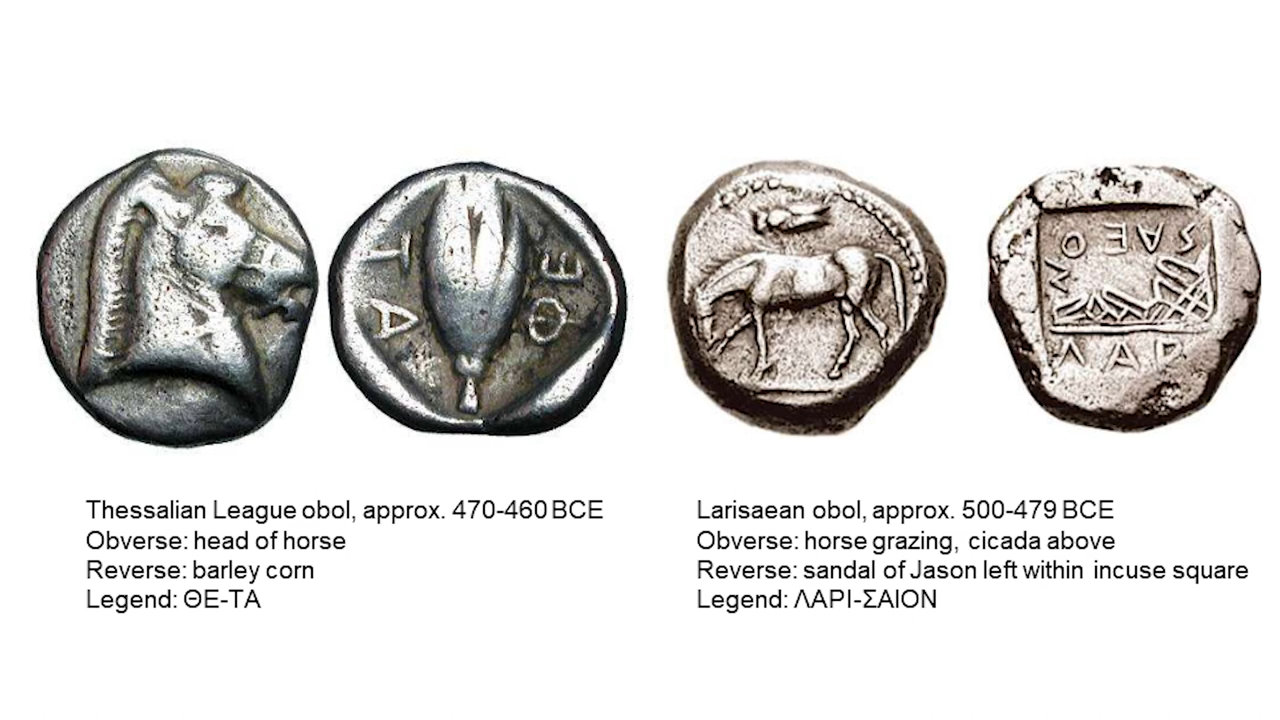 ΤΑ
ΛΑΡ
Thessalian League obol, approx. 470-460 BCE
Obverse: head of horse
Reverse: barley corn
Legend: ΘΕ-ΤΑ
Larisaean obol, approx. 500-479 BCE
Obverse: horse grazing, cicada above
Reverse: sandal of Jason left within incuse square
Legend: ΛΑΡΙ-ΣΑΙΟΝ